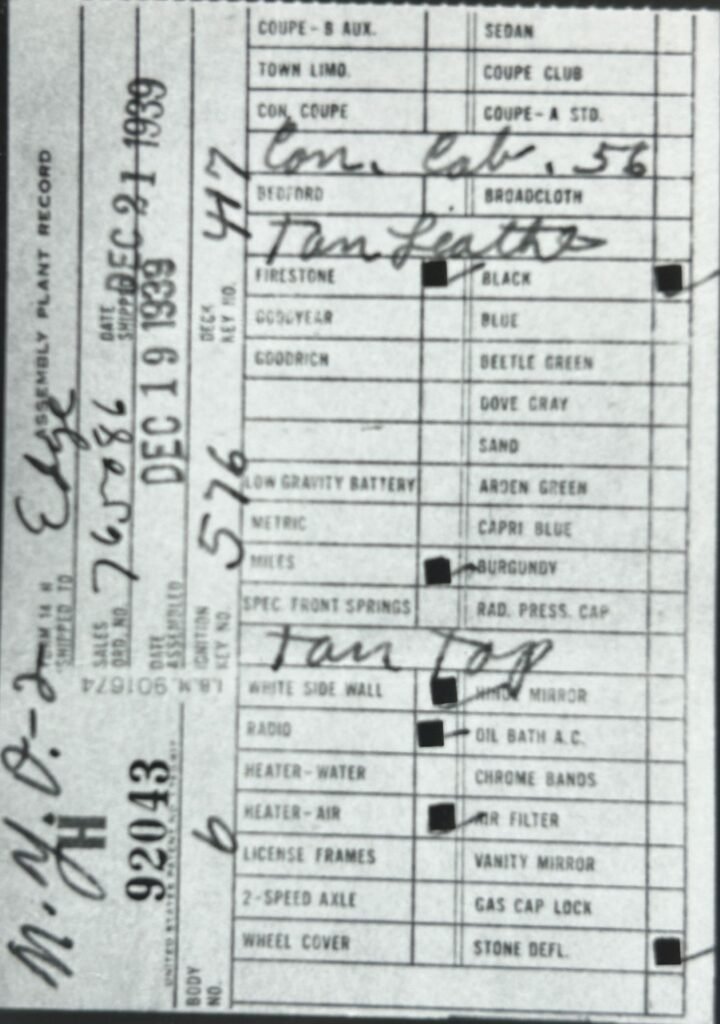 COUPE-B AUX. SEDAN
TOWN LIMO. COUPE CLUB
CON. COUPE COUPE-A STD.
Con. Cab. 56
BEDFORD BROADCLOTH
Tan Leather
FIRESTONE BLACK
GOODYEAR BLUE
GOODRICH BEETLE GREEN
DOVE GRAY
SAND
LOW GRAVITY BATTERY ARDEN GREEN
METRIC CAPRI BLUE
MILES BURGUNDY
SPEC. FRONT SPRINGS RAD. PRESS. CAP
Tan Top
WHITE SIDE WALL HINGE MIRROR
RADIO OIL BATH A.C.
HEATER-WATER CHROME BANDS
HEATER-AIR AIR FILTER
LICENSE FRAMES VANITY MIRROR
2-SPEED AXLE GAS CAP LOCK
WHEEL COVER STONE DEFL.
N.Y.O.-2
FORM 14 H ASSEMBLY PLANT RECORD
SHIPPED TO Edge
H
SALES ORD. NO. 765086
DATE SHIPPED DEC 21 1939
92043
DATE ASSEMBLED DEC 19 1939
I.B.M. 901674
BODY NO. 6
IGNITION KEY NO. 576
DECK KEY NO. 417